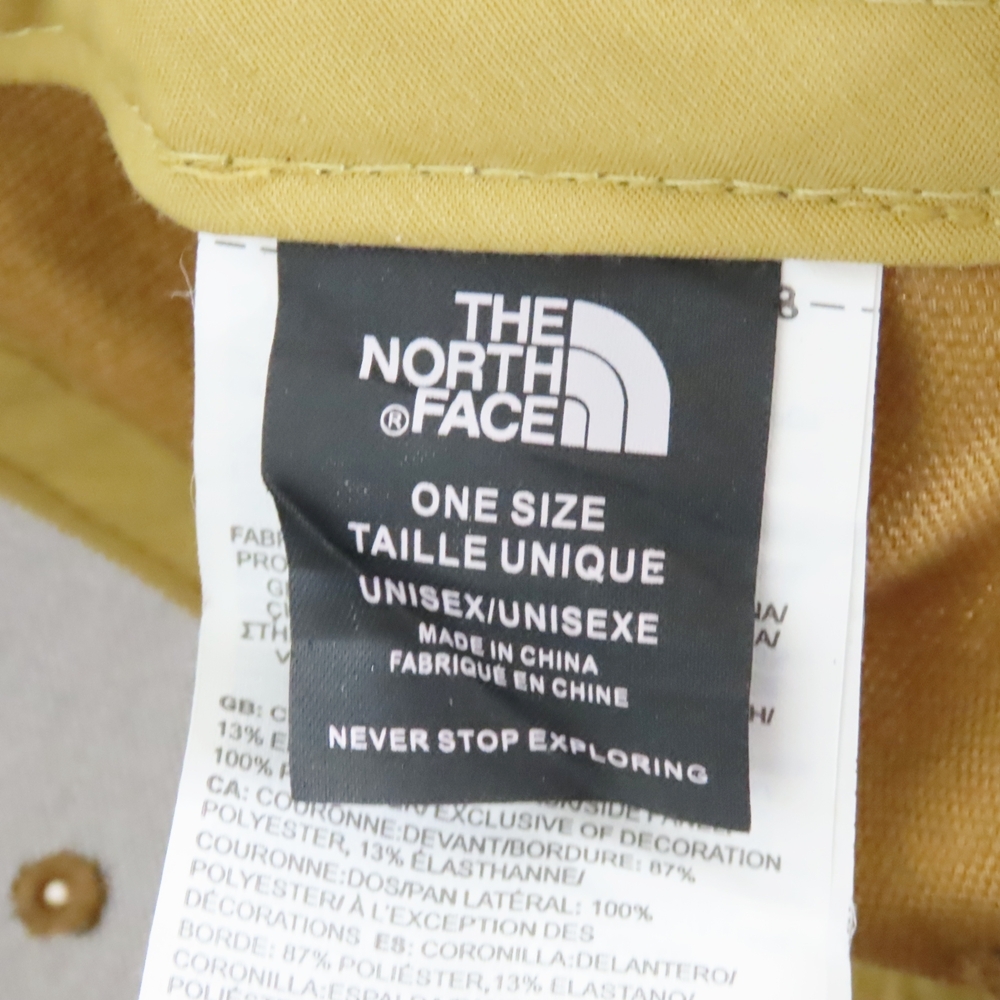 THE
NORTH
® FACE
ONE SIZE
TAILLE UNIQUE
UNISEX/UNISEXE
MADE IN CHINA
FABRIQUÉ EN CHINE
NEVER STOP EXPLORING
GB:
13%
100%
EXCLUSIVE OF DECORATION
CA: COURONNE:DEVANT/BORDURE: 87%
POLYESTER, 13% ÉLASTHANNE/
COURONNE:DOS/PAN LATÉRAL: 100%
POLYESTER/ À L'EXCEPTION DES
DÉCORATIONS ES: CORONILLA:DELANTERO/
BORDE: 87% POLIÉSTER,13% ELASTANO/